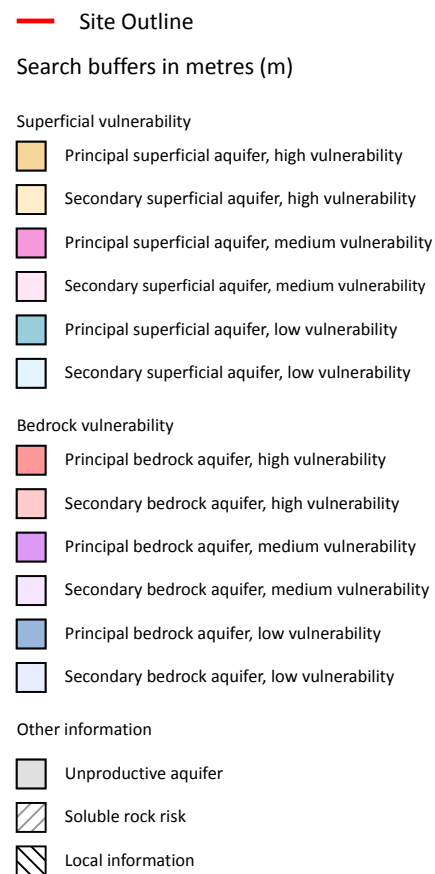 Site Outline
Search buffers in metres (m)
Superficial vulnerability
Principal superficial aquifer, high vulnerability
Secondary superficial aquifer, high vulnerability
Principal superficial aquifer, medium vulnerability
Secondary superficial aquifer, medium vulnerability
Principal superficial aquifer, low vulnerability
Secondary superficial aquifer, low vulnerability
Bedrock vulnerability
Principal bedrock aquifer, high vulnerability
Secondary bedrock aquifer, high vulnerability
Principal bedrock aquifer, medium vulnerability
Secondary bedrock aquifer, medium vulnerability
Principal bedrock aquifer, low vulnerability
Secondary bedrock aquifer, low vulnerability
Other information
Unproductive aquifer
Soluble rock risk
Local information